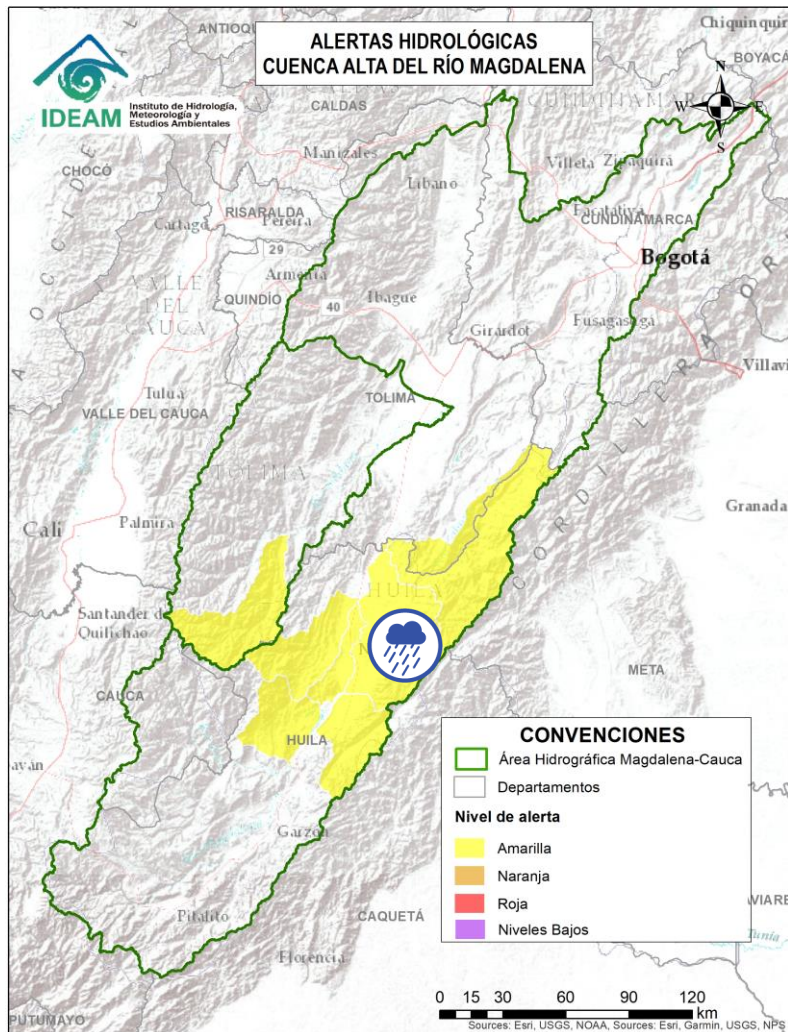 ALERTAS HIDROLÓGICAS
CUENCA ALTA DEL RÍO MAGDALENA
IDEAM
Instituto de Hidrología,
Meteorología y
Estudios Ambientales
Chiquinquirá
BOYACÁ
N
W
E
S
CALDAS
Manizales
Líbano
Villeta
Zipaquirá
CHOCÓ
RISARALDA
Pereira
Cartago
Facatativá
CUNDINAMARCA
Bogotá
29
Armenia
QUINDÍO
40
Ibagué
VALLE
DEL
CAUCA
Girardot
Fusagasugá
Tuluá
VALLE DEL CAUCA
TOLIMA
TOLIMA
CORDILLERA
Granada
Palmira
Cali
HUILA
Santander de
Quilichao
META
CAUCA
HUILA
Garzón
Pitalito
CAQUETÁ
Florencia
PUTUMAYO
CONVENCIONES
Área Hidrográfica Magdalena-Cauca
Departamentos
Nivel de alerta
Amarilla
Naranja
Roja
Niveles Bajos
VIARE
Tunía
0 15 30 60 90 120
km
Sources: Esri, USGS, NOAA, Sources: Esri, Garmin, USGS, NPS